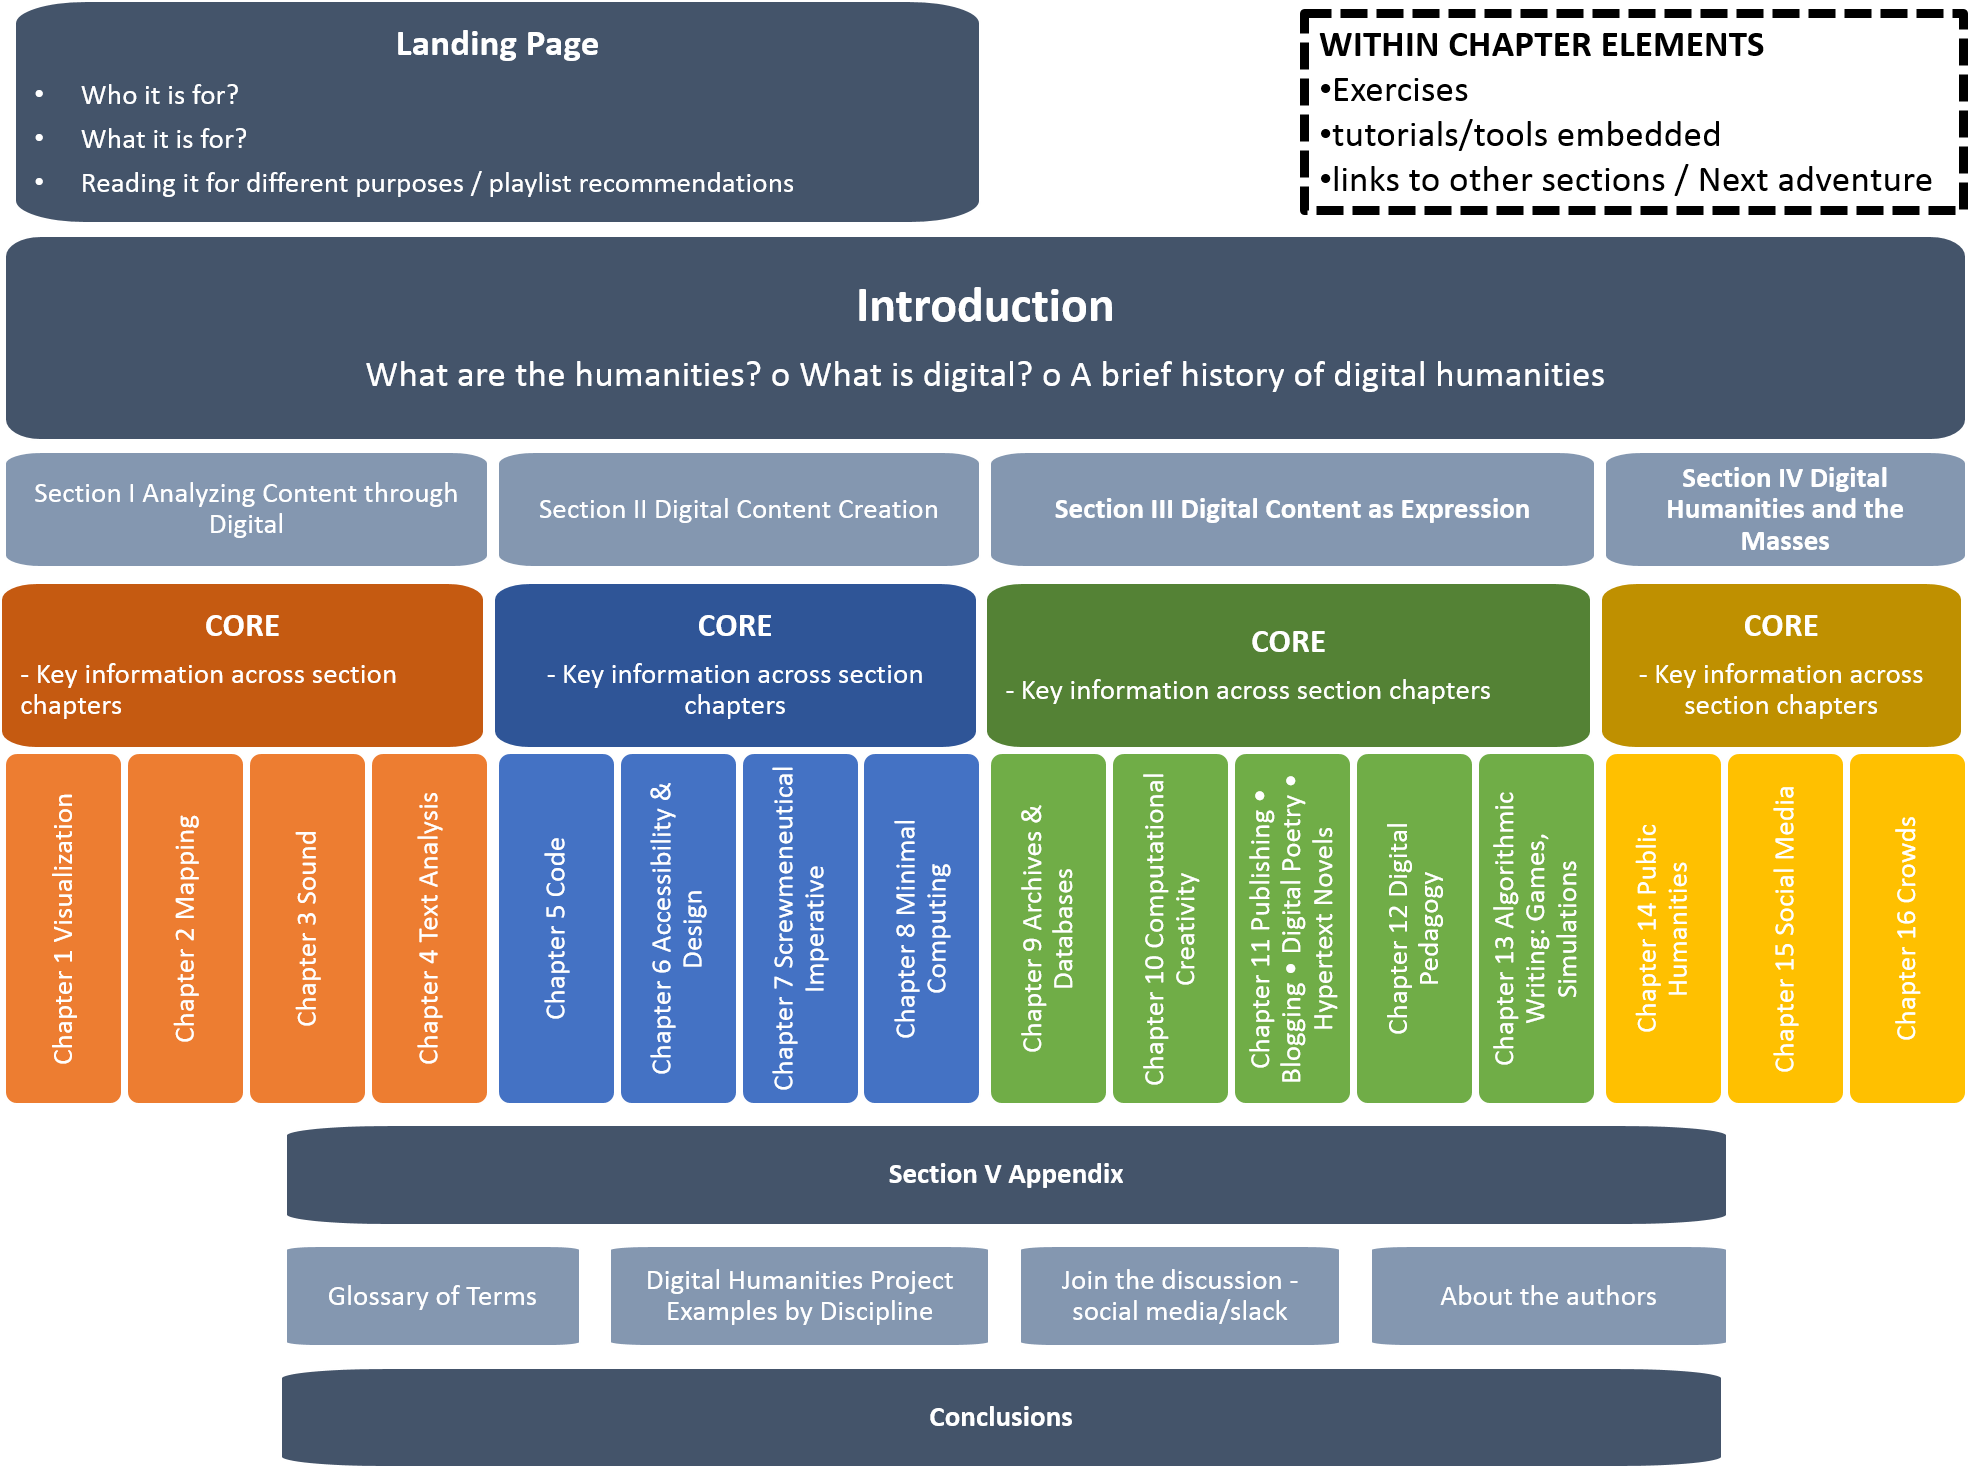 Landing Page
• Who it is for?
• What it is for?
• Reading it for different purposes / playlist recommendations
WITHIN CHAPTER ELEMENTS
•Exercises
•tutorials/tools embedded
•links to other sections / Next adventure
Introduction
What are the humanities? o What is digital? o A brief history of digital humanities
Section I Analyzing Content through
Digital
Section II Digital Content Creation
Section III Digital Content as Expression
Section IV Digital
Humanities and the
Masses
CORE
- Key information across section
chapters
CORE
- Key information across section
chapters
CORE
- Key information across section chapters
CORE
- Key information across
section chapters
Chapter 1 Visualization
Chapter 2 Mapping
Chapter 3 Sound
Chapter 4 Text Analysis
Chapter 5 Code
Chapter 6 Accessibility &
Design
Chapter 7 Screwmeneutical
Imperative
Chapter 8 Minimal
Computing
Chapter 9 Archives &
Databases
Chapter 10 Computational
Creativity
Chapter 11 Publishing •
Blogging • Digital Poetry •
Hypertext Novels
Chapter 12 Digital
Pedagogy
Chapter 13 Algorithmic
Writing: Games,
Simulations
Chapter 14 Public
Humanities
Chapter 15 Social Media
Chapter 16 Crowds
Section V Appendix
Glossary of Terms
Digital Humanities Project
Examples by Discipline
Join the discussion -
social media/slack
About the authors
Conclusions